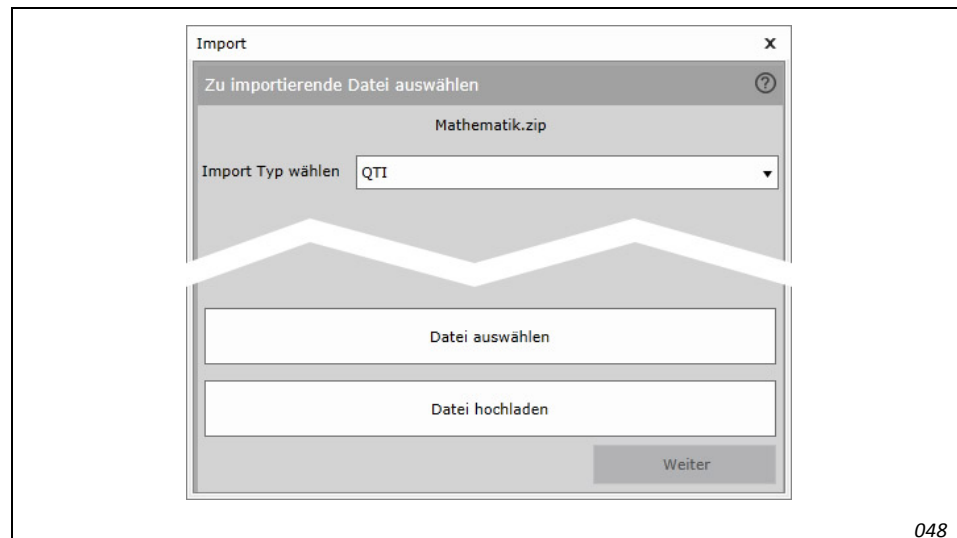 Import x
Zu importierende Datei auswählen ?
Mathematik.zip
Import Typ wählen QTI
Datei auswählen
Datei hochladen
Weiter
048